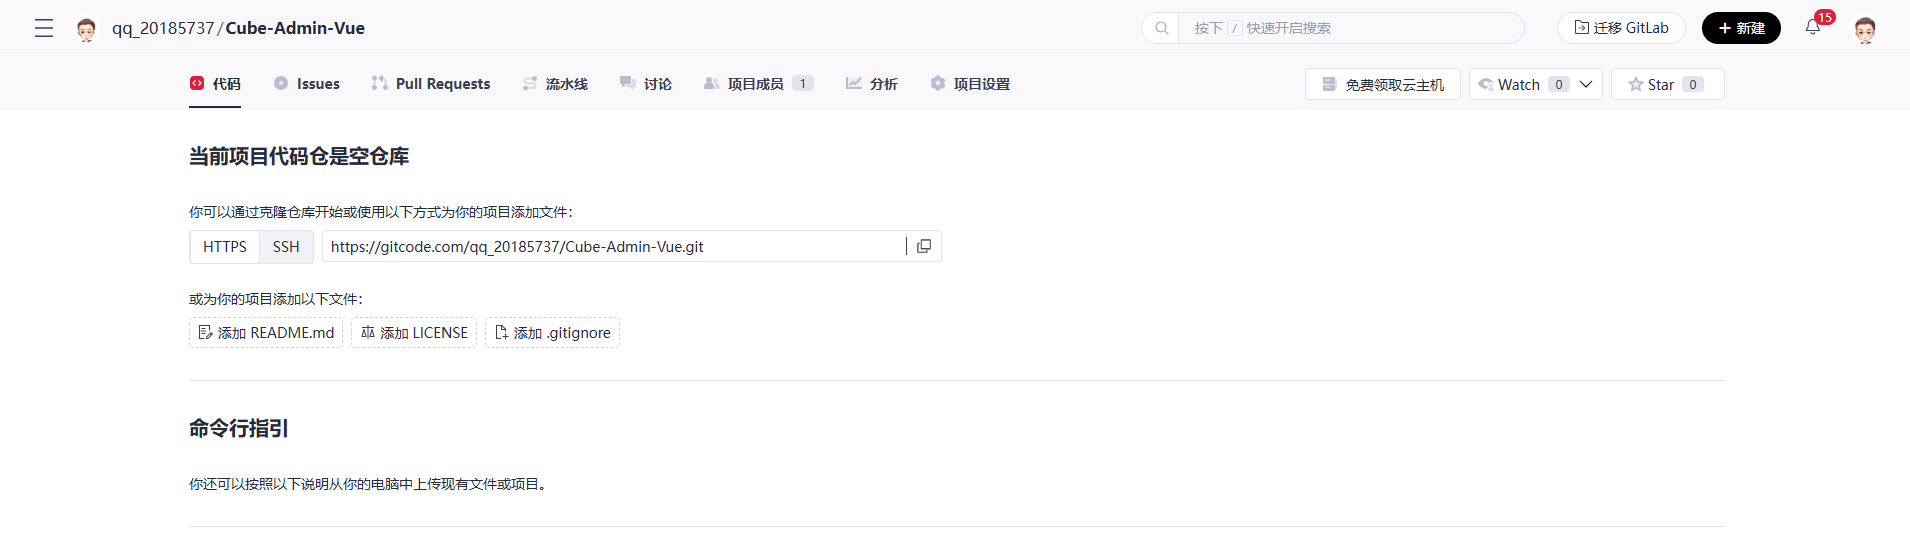 qq_20185737/Cube-Admin-Vue 按下 / 快速开启搜索 迁移 GitLab + 新建 15
代码 Issues Pull Requests 流水线 讨论 项目成员 1 分析 项目设置 免费领取云主机 Watch 0 Star 0
当前项目代码仓是空仓库
你可以通过克隆仓库开始或使用以下方式为你的项目添加文件：
HTTPS SSH https://gitcode.com/qq_20185737/Cube-Admin-Vue.git
或为你的项目添加以下文件：
添加 README.md 添加 LICENSE 添加 .gitignore
命令行指引
你还可以按照以下说明从你的电脑中上传现有文件或项目。